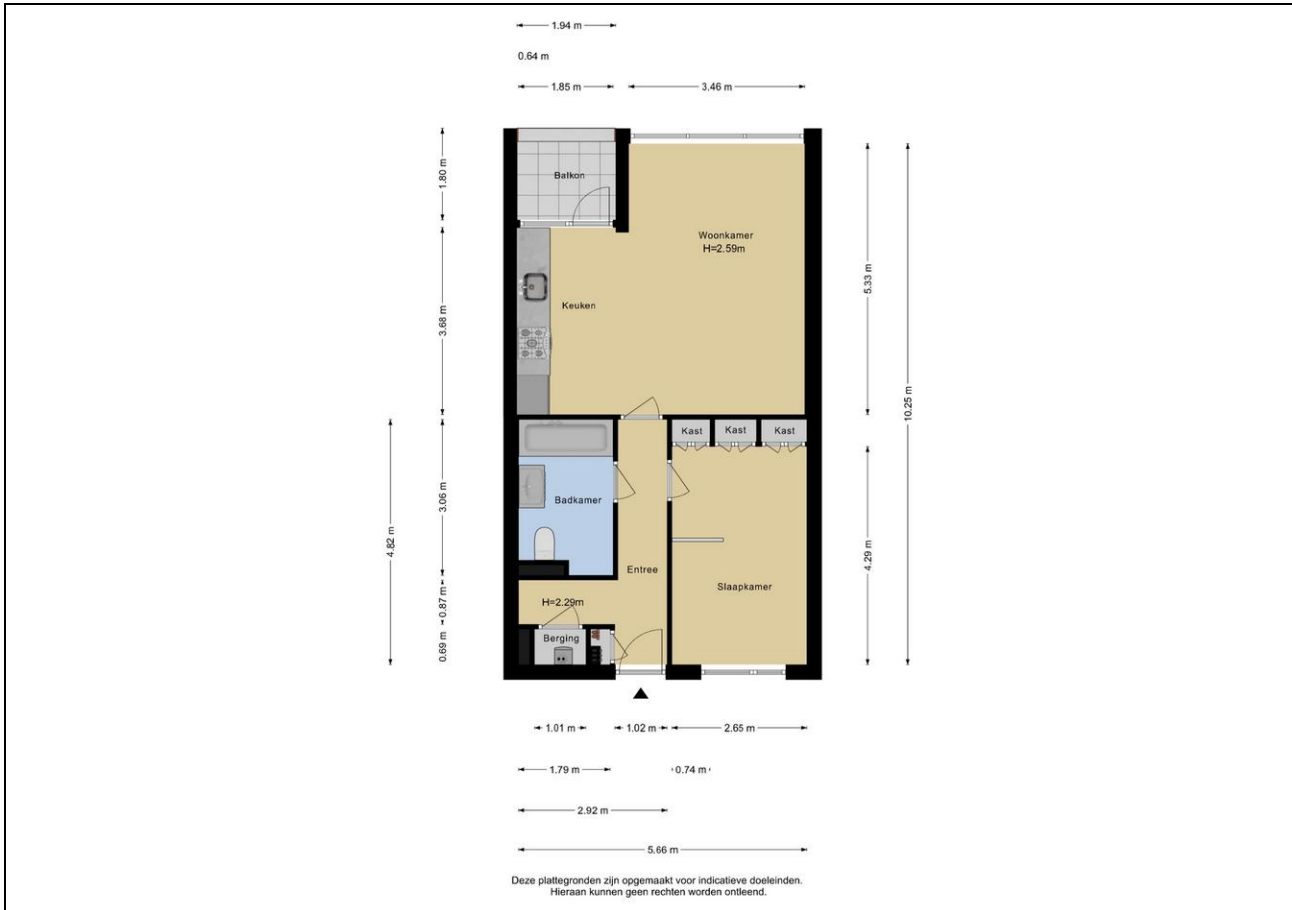 1.94 m
0.64 m
1.85 m
3.46 m
1.80 m
Balkon
Woonkamer
H=2.59m
5.33 m
Keuken
3.68 m
10.25 m
Kast
Kast
Kast
Badkamer
3.06 m
4.82 m
4.29 m
Entree
Slaapkamer
0.87 m
H=2.29m
0.69 m
Berging
1.01 m
1.02 m
2.65 m
1.79 m
0.74 m
2.92 m
5.66 m
Deze plattegronden zijn opgemaakt voor indicatieve doeleinden.
Hieraan kunnen geen rechten worden ontleend.